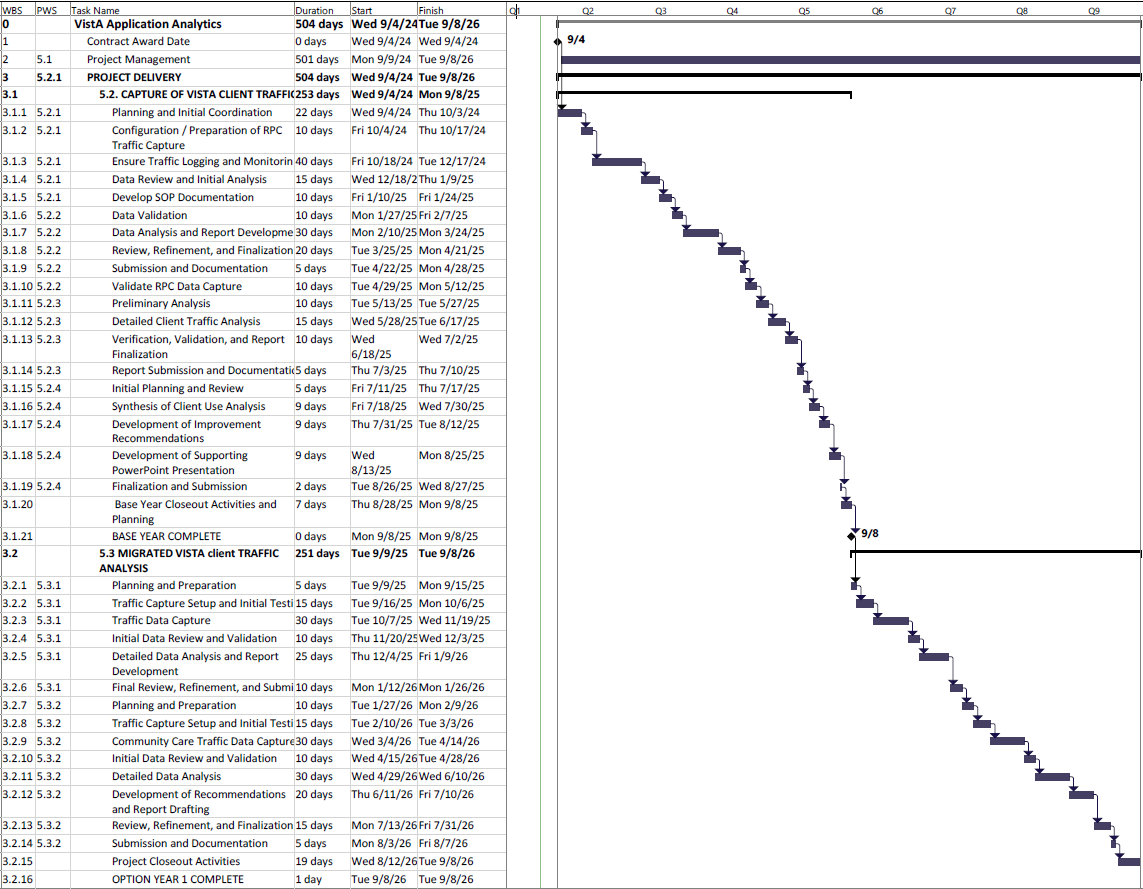 WBS PWS Task Name Duration Start Finish Q1 Q2 Q3 Q4 Q5 Q6 Q7 Q8 Q9
0 VistA Application Analytics 504 days Wed 9/4/24 Tue 9/8/26
1 Contract Award Date 0 days Wed 9/4/24 Wed 9/4/24 9/4
2 5.1 Project Management 501 days Mon 9/9/24 Tue 9/8/26
3 5.2.1 PROJECT DELIVERY 504 days Wed 9/4/24 Tue 9/8/26
3.1 5.2. CAPTURE OF VISTA CLIENT TRAFFIC 253 days Wed 9/4/24 Mon 9/8/25
3.1.1 5.2.1 Planning and Initial Coordination 22 days Wed 9/4/24 Thu 10/3/24
3.1.2 5.2.1 Configuration / Preparation of RPC 10 days Fri 10/4/24 Thu 10/17/24
Traffic Capture
3.1.3 5.2.1 Ensure Traffic Logging and Monitorin 40 days Fri 10/18/24 Tue 12/17/24
3.1.4 5.2.1 Data Review and Initial Analysis 15 days Wed 12/18/2 Thu 1/9/25
3.1.5 5.2.1 Develop SOP Documentation 10 days Fri 1/10/25 Fri 1/24/25
3.1.6 5.2.2 Data Validation 10 days Mon 1/27/25 Fri 2/7/25
3.1.7 5.2.2 Data Analysis and Report Developme 30 days Mon 2/10/25 Mon 3/24/25
3.1.8 5.2.2 Review, Refinement, and Finalization 20 days Tue 3/25/25 Mon 4/21/25
3.1.9 5.2.2 Submission and Documentation 5 days Tue 4/22/25 Mon 4/28/25
3.1.10 5.2.2 Validate RPC Data Capture 10 days Tue 4/29/25 Mon 5/12/25
3.1.11 5.2.3 Preliminary Analysis 10 days Tue 5/13/25 Tue 5/27/25
3.1.12 5.2.3 Detailed Client Traffic Analysis 15 days Wed 5/28/25 Tue 6/17/25
3.1.13 5.2.3 Verification, Validation, and Report 10 days Wed Wed 7/2/25
Finalization 6/18/25
3.1.14 5.2.3 Report Submission and Documentatio 5 days Thu 7/3/25 Thu 7/10/25
3.1.15 5.2.4 Initial Planning and Review 5 days Fri 7/11/25 Thu 7/17/25
3.1.16 5.2.4 Synthesis of Client Use Analysis 9 days Fri 7/18/25 Wed 7/30/25
3.1.17 5.2.4 Development of Improvement 9 days Thu 7/31/25 Tue 8/12/25
Recommendations
3.1.18 5.2.4 Development of Supporting 9 days Wed Mon 8/25/25
PowerPoint Presentation 8/13/25
3.1.19 5.2.4 Finalization and Submission 2 days Tue 8/26/25 Wed 8/27/25
3.1.20 Base Year Closeout Activities and 7 days Thu 8/28/25 Mon 9/8/25
Planning
3.1.21 BASE YEAR COMPLETE 0 days Mon 9/8/25 Mon 9/8/25 9/8
3.2 5.3 MIGRATED VISTA client TRAFFIC 251 days Tue 9/9/25 Tue 9/8/26
ANALYSIS
3.2.1 5.3.1 Planning and Preparation 5 days Tue 9/9/25 Mon 9/15/25
3.2.2 5.3.1 Traffic Capture Setup and Initial Testi 15 days Tue 9/16/25 Mon 10/6/25
3.2.3 5.3.1 Traffic Data Capture 30 days Tue 10/7/25 Wed 11/19/25
3.2.4 5.3.1 Initial Data Review and Validation 10 days Thu 11/20/25 Wed 12/3/25
3.2.5 5.3.1 Detailed Data Analysis and Report 25 days Thu 12/4/25 Fri 1/9/26
Development
3.2.6 5.3.1 Final Review, Refinement, and Submi 10 days Mon 1/12/26 Mon 1/26/26
3.2.7 5.3.2 Planning and Preparation 10 days Tue 1/27/26 Mon 2/9/26
3.2.8 5.3.2 Traffic Capture Setup and Initial Testi 15 days Tue 2/10/26 Tue 3/3/26
3.2.9 5.3.2 Community Care Traffic Data Capture 30 days Wed 3/4/26 Tue 4/14/26
3.2.10 5.3.2 Initial Data Review and Validation 10 days Wed 4/15/26 Tue 4/28/26
3.2.11 5.3.2 Detailed Data Analysis 30 days Wed 4/29/26 Wed 6/10/26
3.2.12 5.3.2 Development of Recommendations 20 days Thu 6/11/26 Fri 7/10/26
and Report Drafting
3.2.13 5.3.2 Review, Refinement, and Finalization 15 days Mon 7/13/26 Fri 7/31/26
3.2.14 5.3.2 Submission and Documentation 5 days Mon 8/3/26 Fri 8/7/26
3.2.15 Project Closeout Activities 19 days Wed 8/12/26 Tue 9/8/26
3.2.16 OPTION YEAR 1 COMPLETE 1 day Tue 9/8/26 Tue 9/8/26